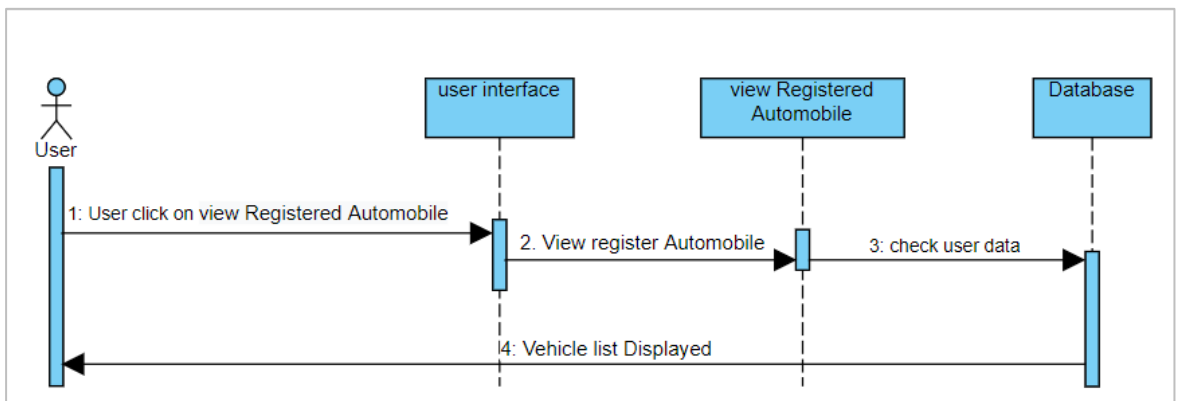 user interface
view Registered
Automobile
Database
User
1: User click on view Registered Automobile
2. View register Automobile
3: check user data
4: Vehicle list Displayed